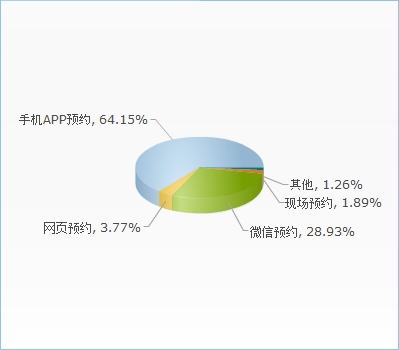 手机APP预约, 64.15%
其他, 1.26%
现场预约, 1.89%
网页预约, 3.77%
微信预约, 28.93%